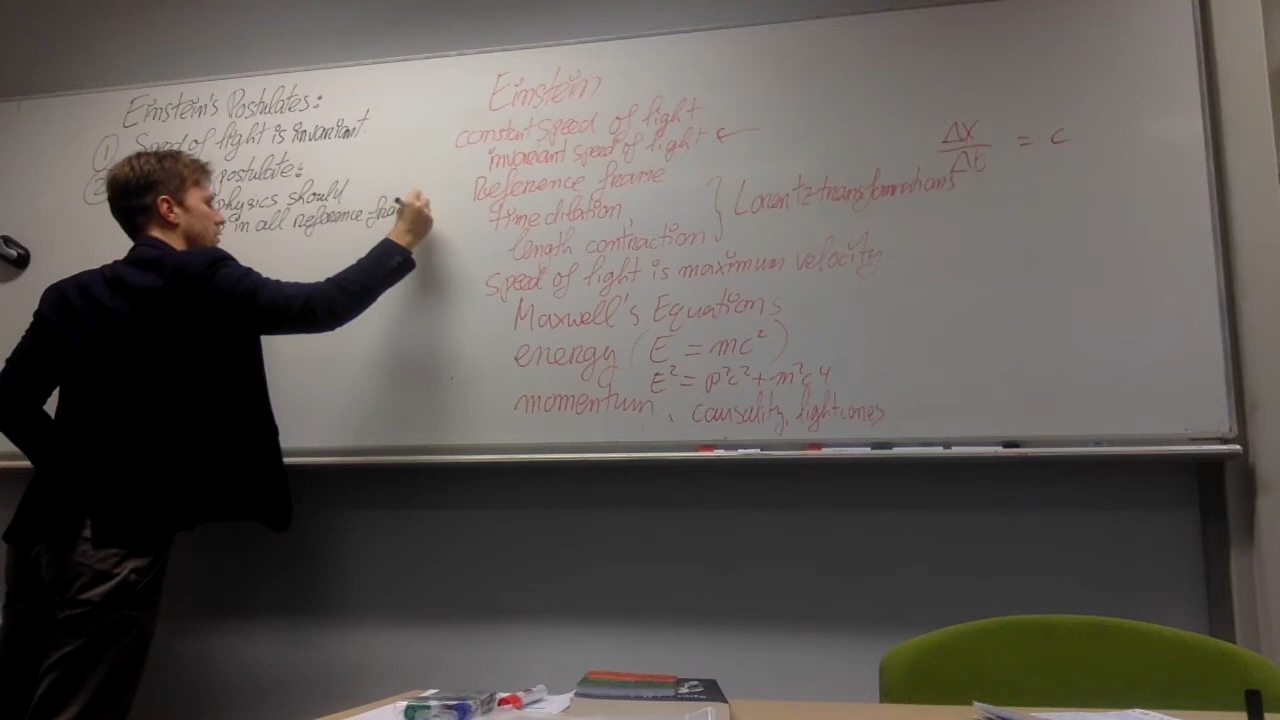 Einstein's Postulates:
① Speed of light is invariant
② postulate:
physics should
in all reference fra
Einstein
constant speed of light
invariant speed of light c
Reference frame
time dilation,
length contraction } Lorentz transformations
ΔX/Δt = c
speed of light is maximum velocity
Maxwell's Equations
energy (E = mc²)
E² = p²c² + m²c⁴
momentum, causality, lightcones